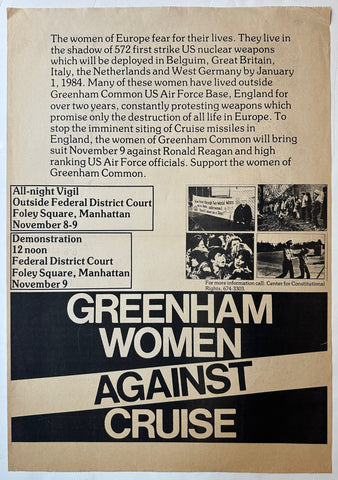 The women of Europe fear for their lives. They live in
the shadow of 572 first strike US nuclear weapons
which will be deployed in Belguim, Great Britain,
Italy, the Netherlands and West Germany by January
1, 1984. Many of these women have lived outside
Greenham Common US Air Force Base, England for
over two years, constantly protesting weapons which
promise only the destruction of all life in Europe. To
stop the imminent siting of Cruise missiles in
England, the women of Greenham Common will bring
suit November 9 against Ronald Reagan and high
ranking US Air Force officials. Support the women of
Greenham Common.
All-night Vigil
Outside Federal District Court
Foley Square, Manhattan
November 8-9
Demonstration
12 noon
Federal District Court
Foley Square, Manhattan
November 9
For more information call: Center for Constitutional
Rights, 674-3303.
GREENHAM
WOMEN
AGAINST
CRUISE